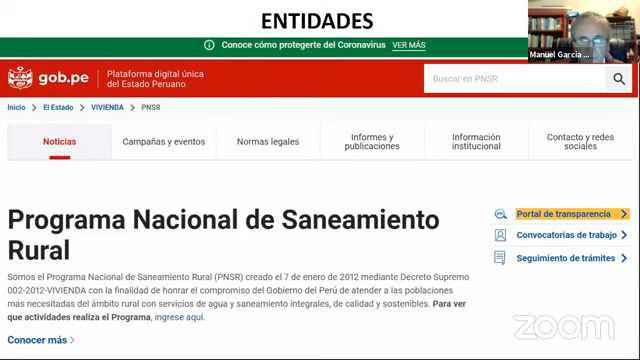 ENTIDADES
Conoce cómo protegerte del Coronavirus VER MÁS
Manuel Garcia ...
gob.pe
Plataforma digital única
del Estado Peruano
Buscar en PNSR
Inicio > El Estado > VIVIENDA > PNSR
Noticias
Campañas y eventos
Normas legales
Informes y
publicaciones
Información
institucional
Contacto y redes
sociales
Programa Nacional de Saneamiento
Rural
Somos el Programa Nacional de Saneamiento Rural (PNSR) creado el 7 de enero de 2012 mediante Decreto Supremo
002-2012-VIVIENDA con la finalidad de honrar el compromiso del Gobierno del Perú de atender a las poblaciones
más necesitadas del ámbito rural con servicios de agua y saneamiento integrales, de calidad y sostenibles. Para ver
que actividades realiza el Programa, ingrese aquí.
Conocer más >
Portal de transparencia >
Convocatorias de trabajo >
Seguimiento de trámites >
zoom